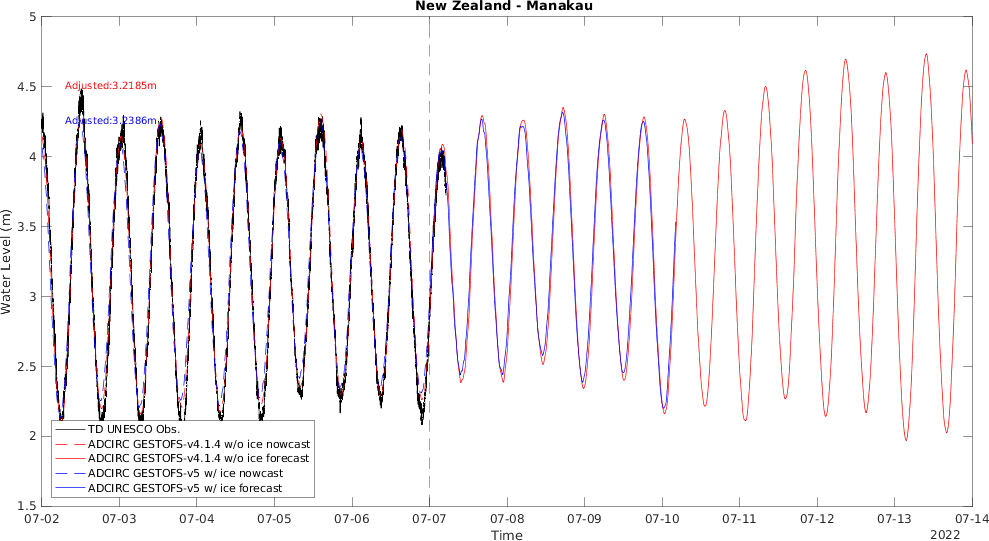 New Zealand - Manakau
Water Level (m)
5
4.5
4
3.5
3
2.5
2
1.5
Adjusted:3.2185m
Adjusted:3.2386m
TD UNESCO Obs.
ADCIRC GESTOFS-v4.1.4 w/o ice nowcast
ADCIRC GESTOFS-v4.1.4 w/o ice forecast
ADCIRC GESTOFS-v5 w/ ice nowcast
ADCIRC GESTOFS-v5 w/ ice forecast
07-02 07-03 07-04 07-05 07-06 07-07 07-08 07-09 07-10 07-11 07-12 07-13 07-14
Time
2022